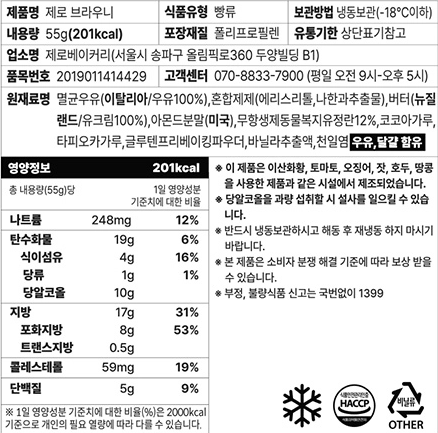 제품명 제로 브라우니 식품유형 빵류 보관방법 냉동보관(-18℃이하)
내용량 55g(201kcal) 포장재질 폴리프로필렌 유통기한 상단표기참고
업소명 제로베이커리(서울시 송파구 올림픽로360 두양빌딩 B1)
품목번호 2019011414429 고객센터 070-8833-7900 (평일 오전 9시-오후 5시)
원재료명 멸균우유(이탈리아/우유100%),혼합제제(에리스리톨,나한과추출물),버터(뉴질
랜드/유크림100%),아몬드분말(미국),무항생제동물복지유정란12%,코코아가루,
타피오카가루,글루텐프리베이킹파우더,바닐라추출액,천일염 우유,달걀 함유
영양정보 201kcal
총 내용량(55g)당 1일 영양성분
기준치에 대한 비율
나트륨 248mg 12%
탄수화물 19g 6%
식이섬유 4g 16%
당류 1g 1%
당알코올 10g
지방 17g 31%
포화지방 8g 53%
트랜스지방 0.5g
콜레스테롤 59mg 19%
단백질 5g 9%
※ 1일 영양성분 기준치에 대한 비율(%)은 2000kcal
기준으로 개인의 필요 열량에 따라 다를 수 있습니다.
※ 이 제품은 이산화황, 토마토, 오징어, 잣, 호두, 땅콩
을 사용한 제품과 같은 시설에서 제조되었습니다.
※ 당알코올을 과량 섭취할 시 설사를 일으킬 수 있습
니다.
※ 반드시 냉동보관하시고 해동 후 재냉동 하지 마시기
바랍니다.
※ 본 제품은 소비자 분쟁 해결 기준에 따라 보상 받을
수 있습니다.
※ 부정, 불량식품 신고는 국번없이 1399
HACCP
비닐류
OTHER